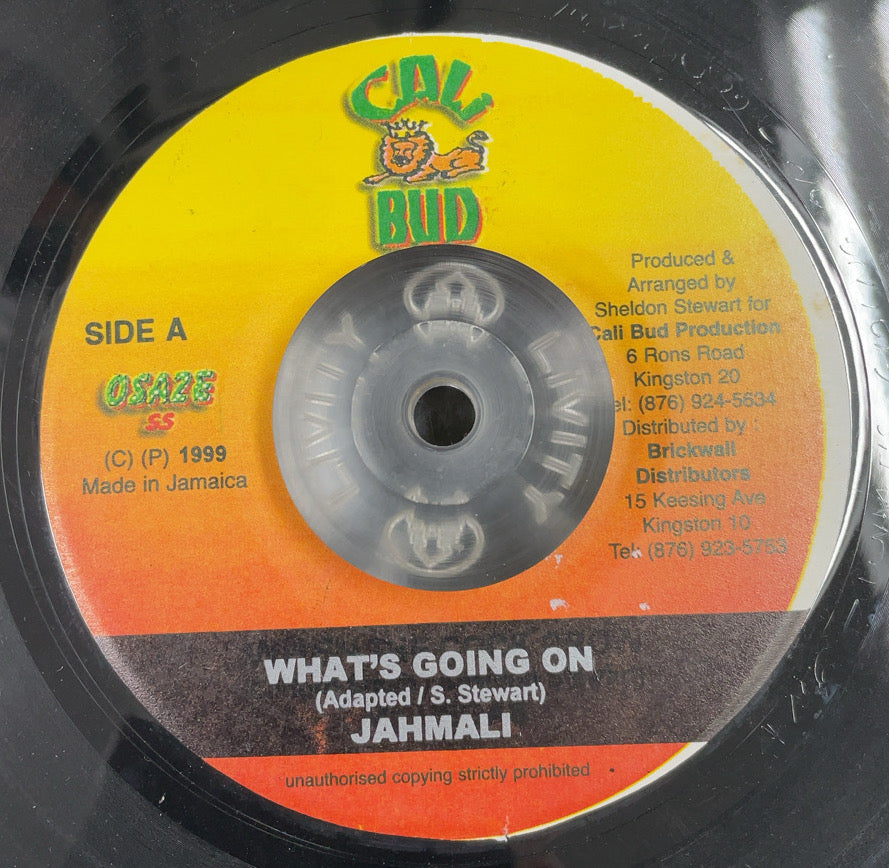 CALi
BUD
SIDE A
OSAZE
SS
(C) (P) 1999
Made in Jamaica
LIVITY
LIVITY
Produced &
Arranged by
Sheldon Stewart for
Cali Bud Production
6 Rons Road
Kingston 20
el: (876) 924-5634
Distributed by :
Brickwall
Distributors
15 Keesing Ave
Kingston 10
Tel: (876) 923-5753
WHAT'S GOING ON
(Adapted / S. Stewart)
JAHMALI
unauthorised copying strictly prohibited